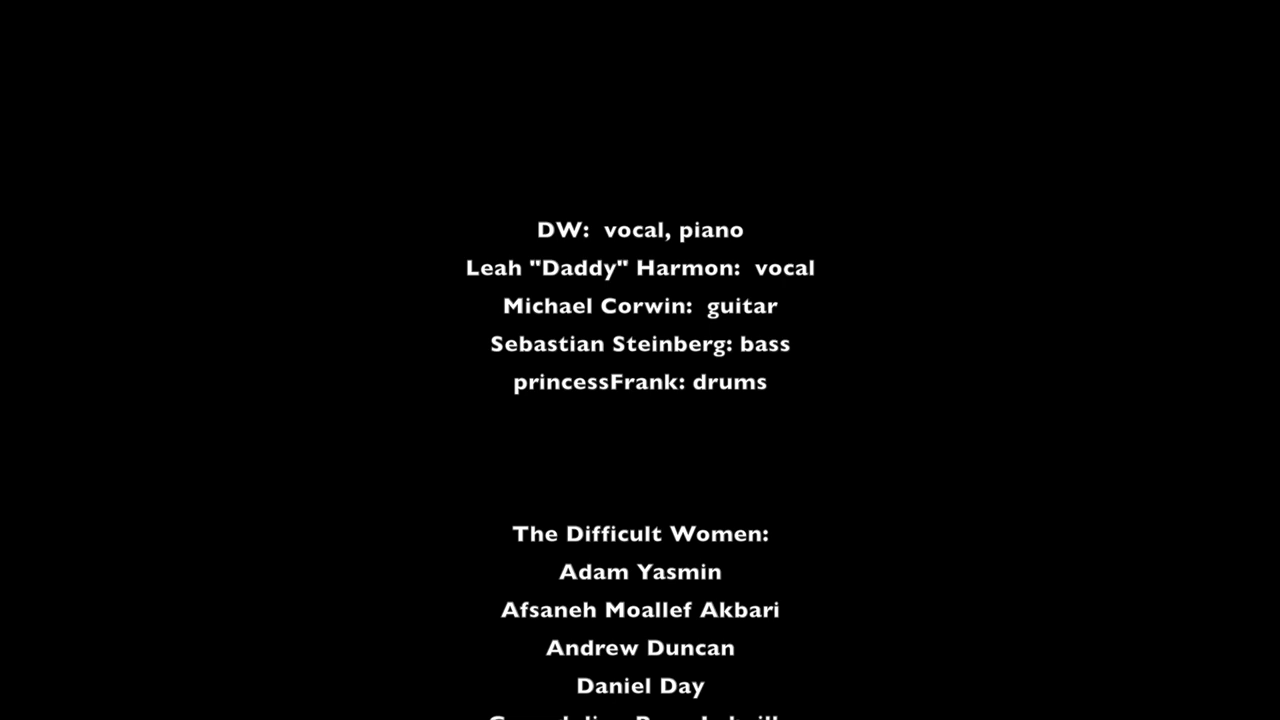 DW:  vocal, piano
Leah "Daddy" Harmon:  vocal
Michael Corwin:  guitar
Sebastian Steinberg: bass
princessFrank: drums
The Difficult Women:
Adam Yasmin
Afsaneh Moallef Akbari
Andrew Duncan
Daniel Day